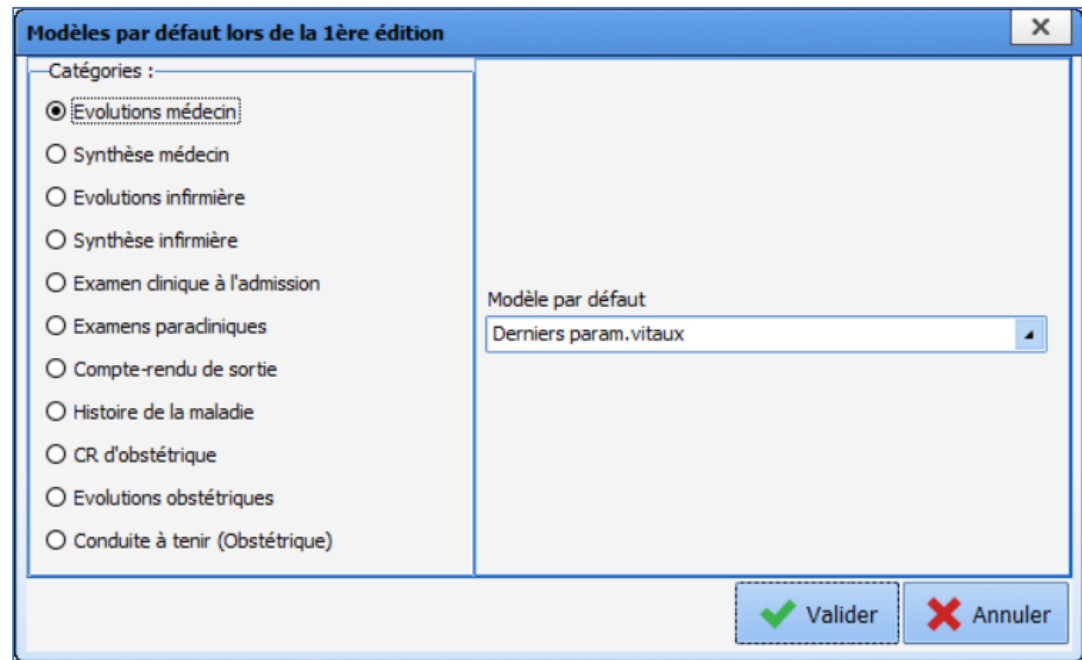 Modèles par défaut lors de la 1ère édition
Catégories :
Evolutions médecin
Synthèse médecin
Evolutions infirmière
Synthèse infirmière
Examen clinique à l'admission
Examens paracliniques
Compte-rendu de sortie
Histoire de la maladie
CR d'obstétrique
Evolutions obstétriques
Conduite à tenir (Obstétrique)
Modèle par défaut
Derniers param.vitaux
Valider
Annuler